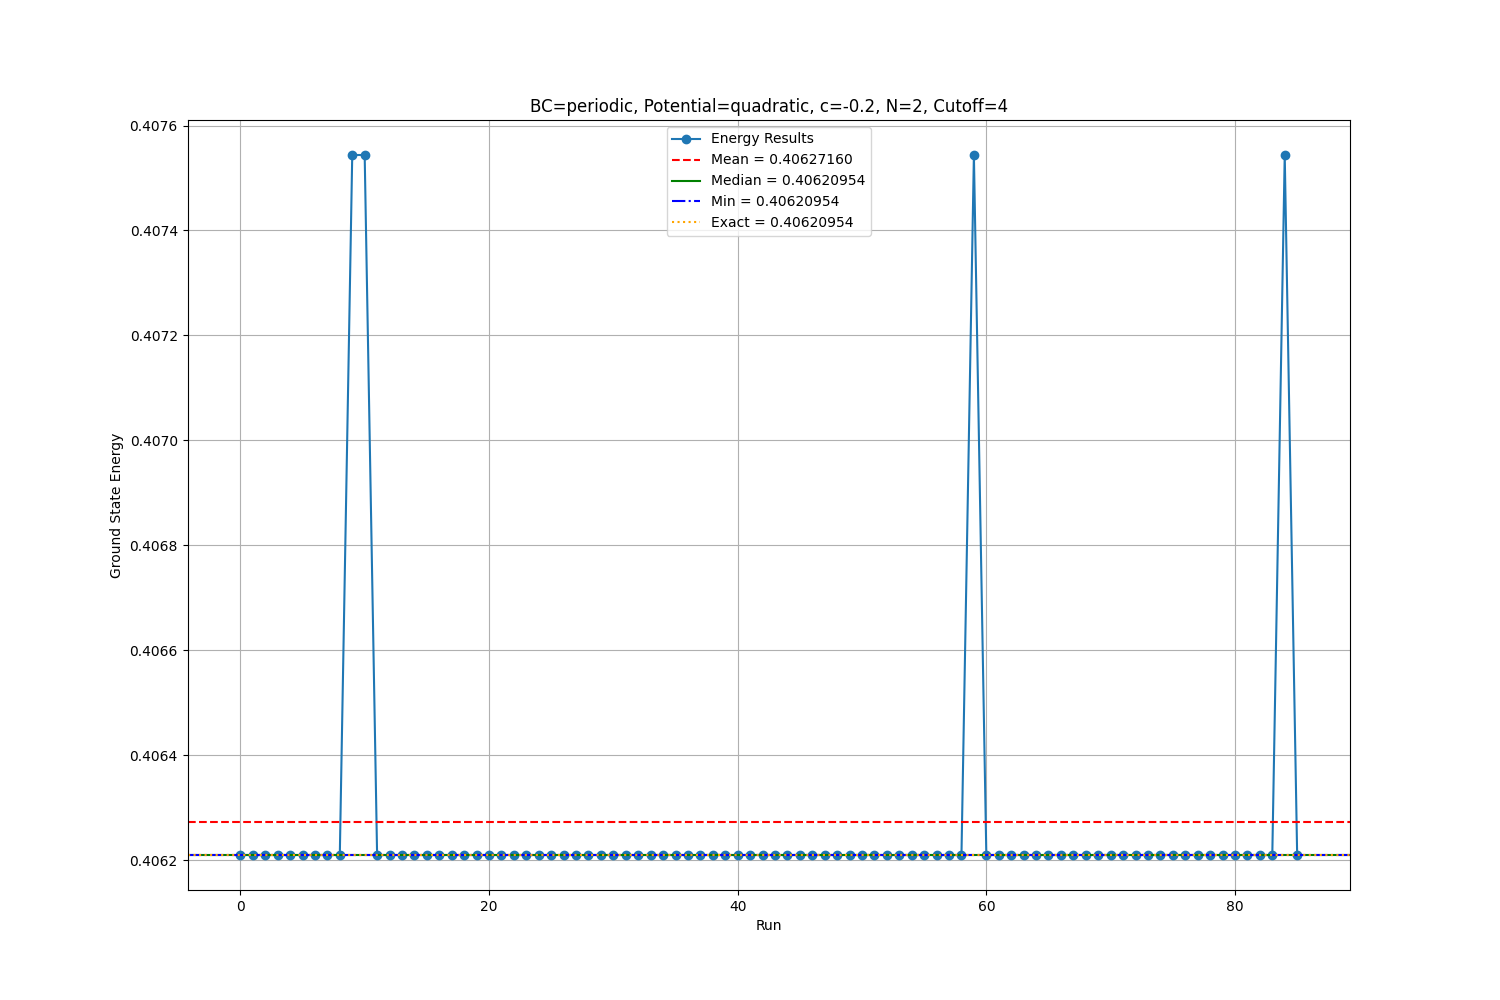 BC=periodic, Potential=quadratic, c=-0.2, N=2, Cutoff=4
0.4076
0.4074
0.4072
0.4070
0.4068
0.4066
0.4064
0.4062
Ground State Energy
Energy Results
Mean = 0.40627160
Median = 0.40620954
Min = 0.40620954
Exact = 0.40620954
0 20 40 60 80
Run